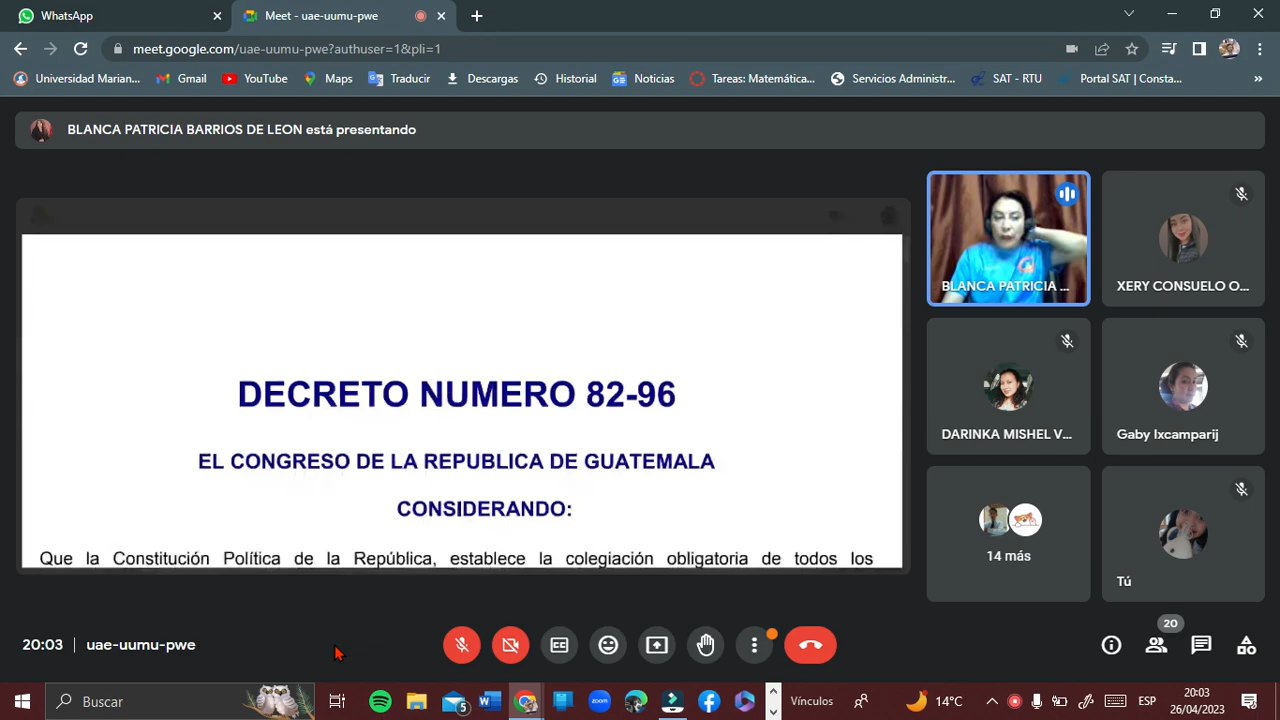 WhatsApp
Meet - uae-uumu-pwe
meet.google.com/uae-uumu-pwe?authuser=1&pli=1
Universidad Marian...
Gmail
YouTube
Maps
Traducir
Descargas
Historial
Noticias
Tareas: Matemátic...
Servicios Administr...
SAT - RTU
Portal SAT (Consta...
BLANCA PATRICIA BARRIOS DE LEON está presentando
DECRETO NUMERO 82-96
EL CONGRESO DE LA REPUBLICA DE GUATEMALA
CONSIDERANDO:
Que la Constitución Política de la República, establece la colegiación obligatoria de todos los
BLANCA PATRICIA ...
XERY CONSUELO O...
DARINKA MISHEL V...
Gaby Ixcamparij
14 más
Tú
20:03 | uae-uumu-pwe
20
Buscar
5
Vínculos
14°C
ESP
20:03
26/04/2023